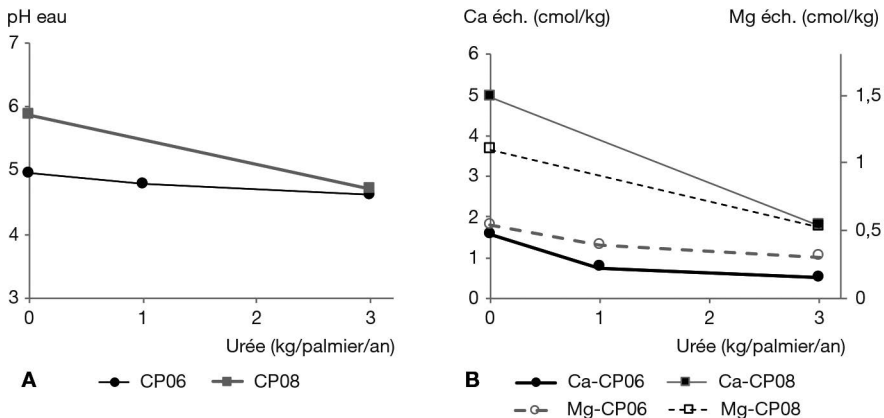 pH eau
7
6
5
4
3
0 1 2 3
Urée (kg/palmier/an)
A
CP06 CP08
Ca éch. (cmol/kg) Mg éch. (cmol/kg)
6
5
4
3
2
1
0
1,5
1
0,5
0
0 1 2 3
Urée (kg/palmier/an)
B
Ca-CP06 Ca-CP08
Mg-CP06 Mg-CP08